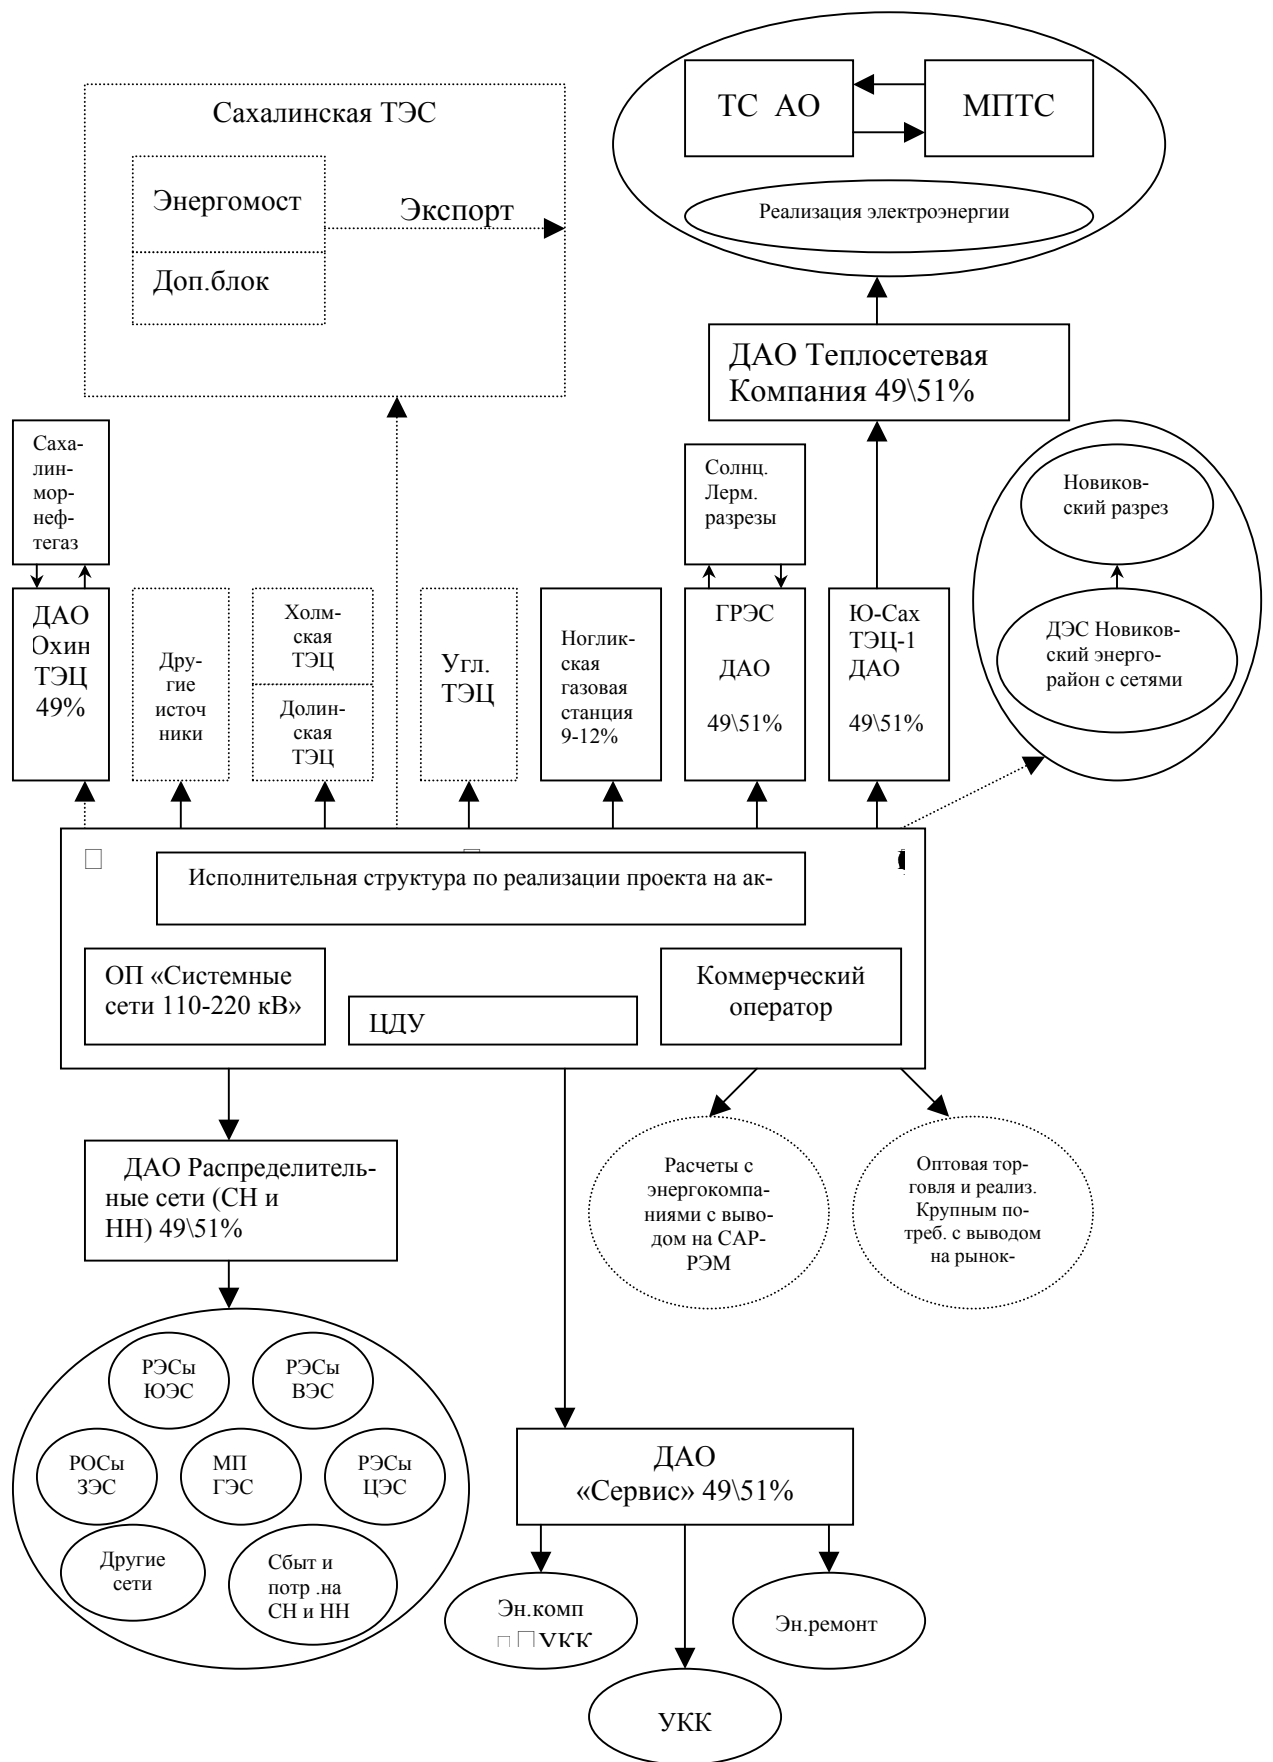 ТС АО
МПТС
Реализация электроэнергии
Сахалинская ТЭС
Энергомост
Экспорт
Доп.блок
ДАО Теплосетевая
Компания 49\51%
Саха-
лин-
мор-
неф-
тегаз
Солнц.
Лерм.
разрезы
Новиков-
ский разрез
ДАО
Охин
ТЭЦ
49%
Дру-
гие
источ
ники
Холм-
ская
ТЭЦ
Долин-
ская
ТЭЦ
Угл.
ТЭЦ
Ноглик-
ская
газовая
станция
9-12%
ГРЭС
ДАО
49\51%
Ю-Сах
ТЭЦ-1
ДАО
49\51%
ДЭС Новиков-
ский энерго-
район с сетями
Исполнительная структура по реализации проекта на ак-
ОП «Системные
сети 110-220 кВ»
ЦДУ
Коммерческий
оператор
ДАО Распределитель-
ные сети (СН и
НН) 49\51%
Расчеты с
энергокомпа-
ниями с выво-
дом на САР-
РЭМ
Оптовая тор-
говля и реализ.
Крупным по-
треб. с выводом
на рынок-
РЭСы
ЮЭС
РЭСы
ВЭС
РОСы
ЗЭС
МП
ГЭС
РЭСы
ЦЭС
Другие
сети
Сбыт и
потр .на
СН и НН
ДАО
«Сервис» 49\51%
Эн.комп
УКК
Эн.ремонт
УКК